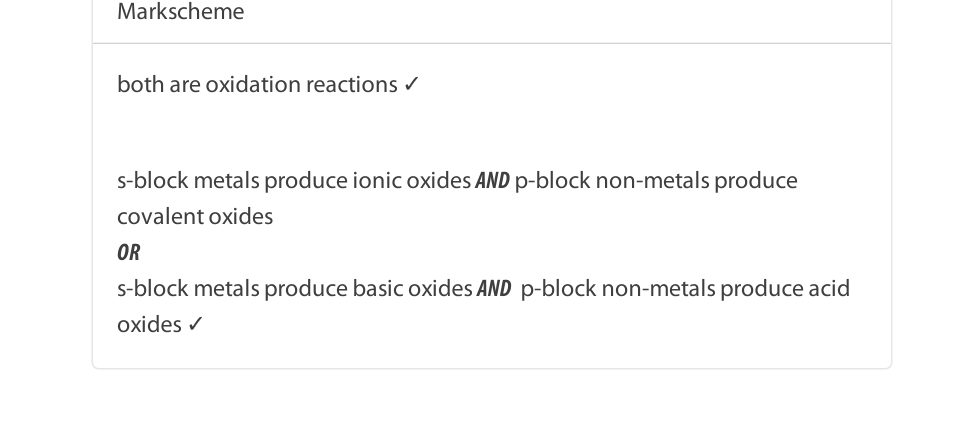 Markscheme
both are oxidation reactions ✓
s-block metals produce ionic oxides AND p-block non-metals produce
covalent oxides
OR
s-block metals produce basic oxides AND p-block non-metals produce acid
oxides ✓